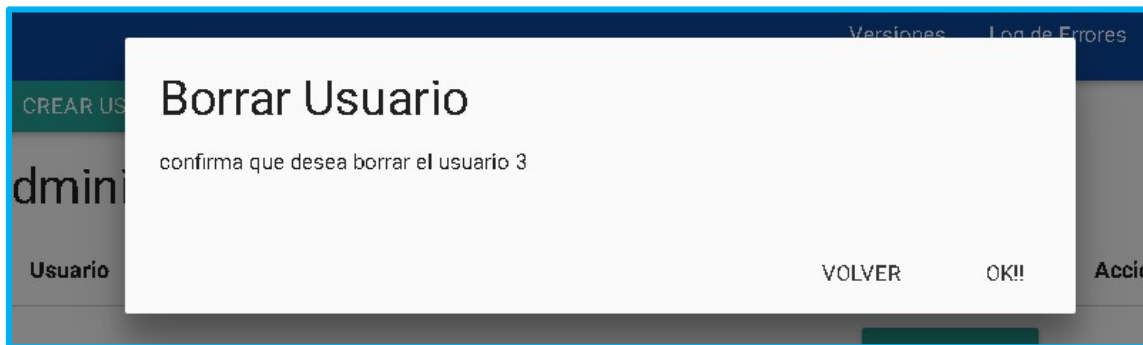 Versiones Log de Errores
CREAR US
Borrar Usuario
confirma que desea borrar el usuario 3
dmini
Usuario
Accio
VOLVER OK!!